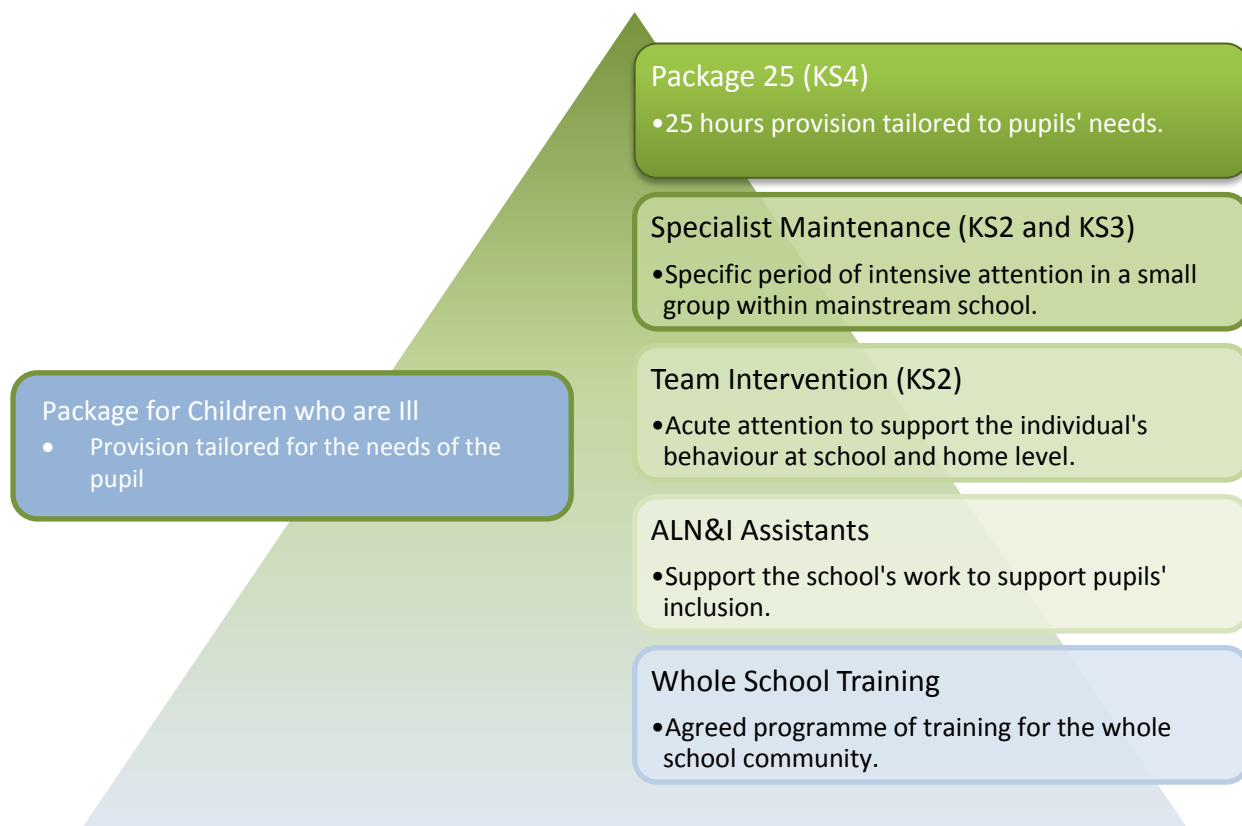 Package 25 (KS4)
•25 hours provision tailored to pupils' needs.
Specialist Maintenance (KS2 and KS3)
•Specific period of intensive attention in a small
group within mainstream school.
Team Intervention (KS2)
•Acute attention to support the individual's
behaviour at school and home level.
Package for Children who are Ill
• Provision tailored for the needs of the
pupil
ALN&I Assistants
•Support the school's work to support pupils'
inclusion.
Whole School Training
•Agreed programme of training for the whole
school community.